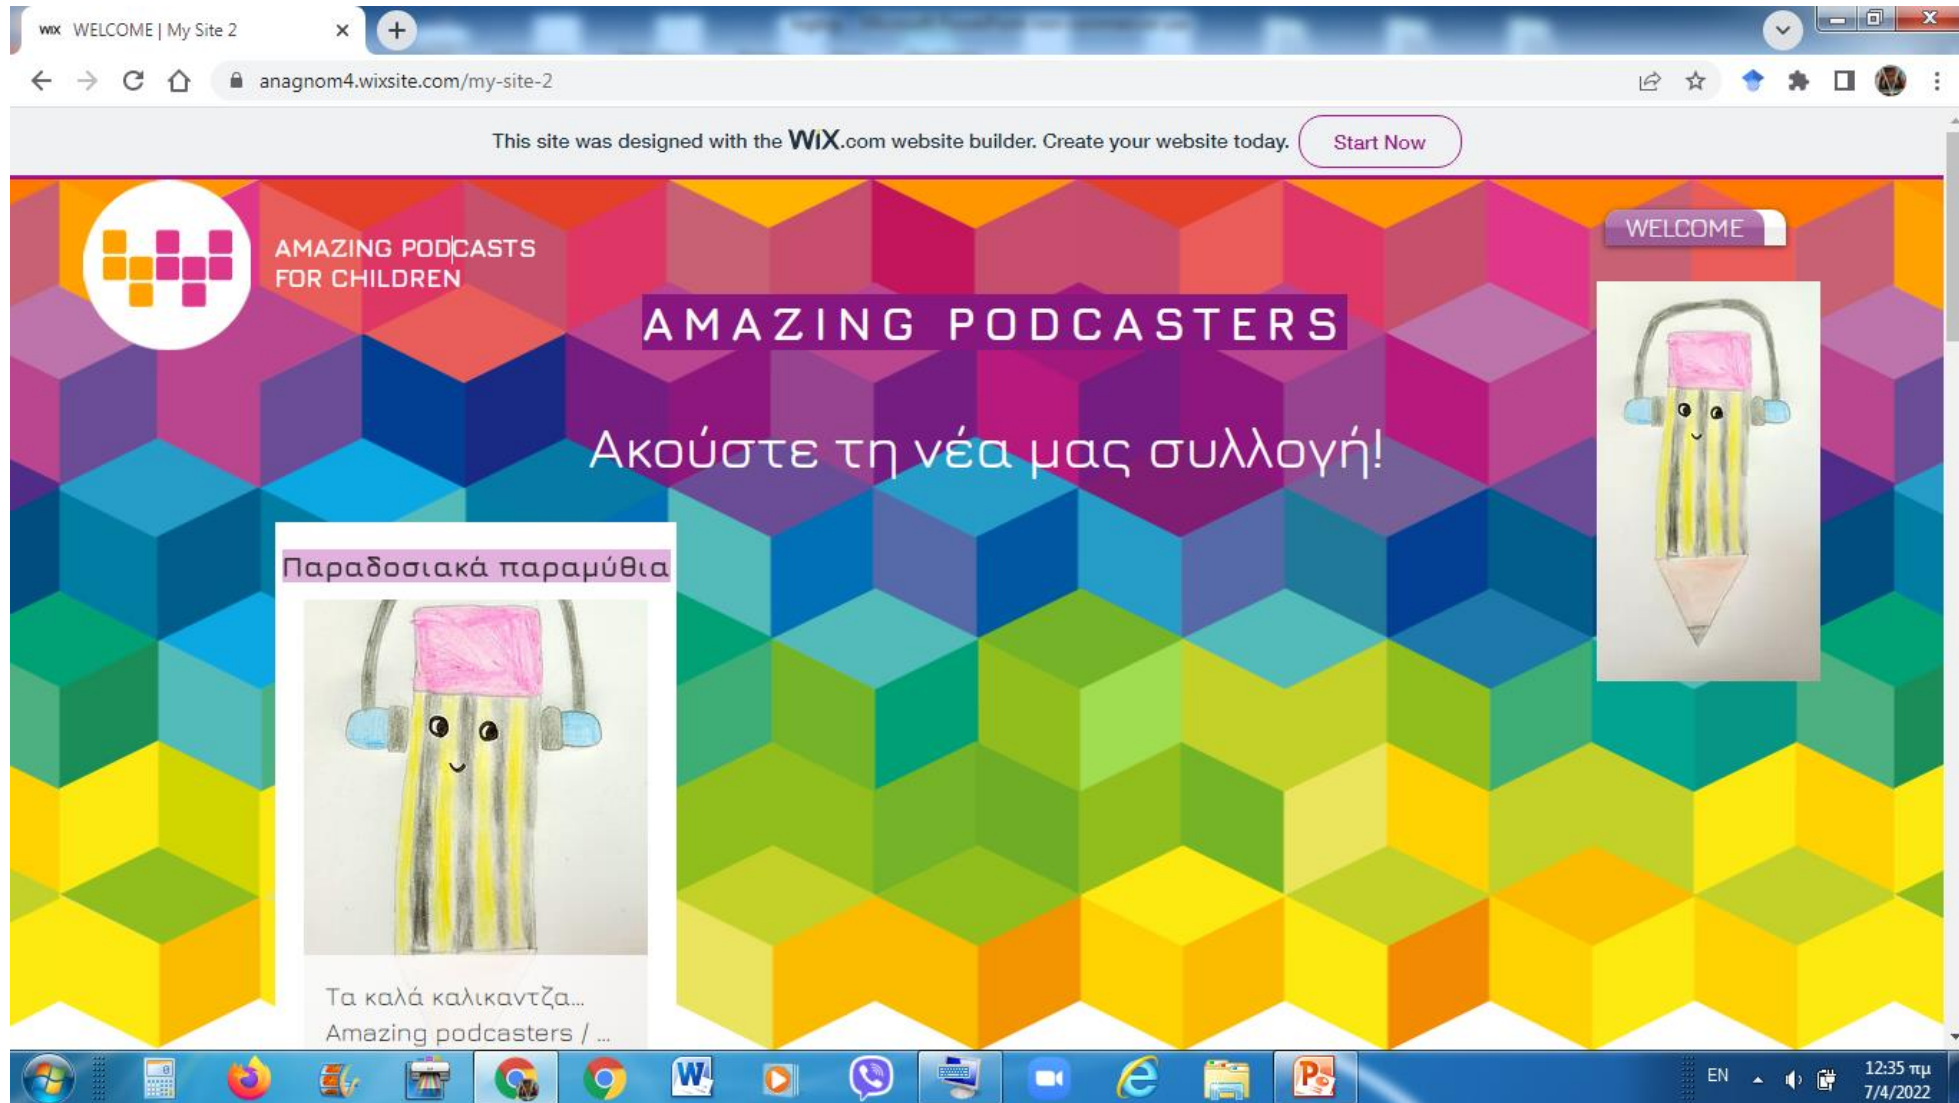 WiX WELCOME | My Site 2
anagnom4.wixsite.com/my-site-2
This site was designed with the WiX.com website builder. Create your website today. Start Now
AMAZING PODCASTS
FOR CHILDREN
WELCOME
AMAZING PODCASTERS
Ακούστε τη νέα μας συλλογή!
Παραδοσιακά παραμύθια
Τα καλά καλικαντζα...
Amazing podcasters / ...
EN
12:35 πμ
7/4/2022